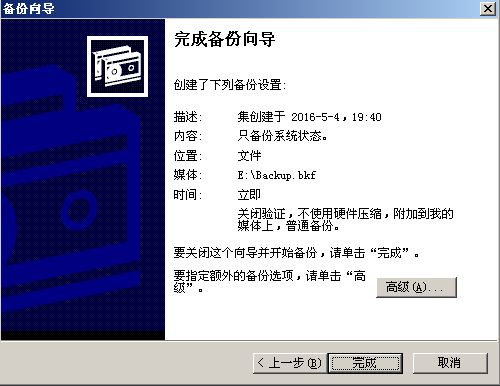 备份向导
完成备份向导
创建了下列备份设置:
描述: 集创建于 2016-5-4，19:40
内容: 只备份系统状态。
位置: 文件
媒体: E:\Backup.bkf
时间: 立即
关闭验证，不使用硬件压缩，附加到我的
媒体上，普通备份。
要关闭这个向导并开始备份，请单击“完成”。
要指定额外的备份选项，请单击“高
级”。
高级(A)...
< 上一步(B)
完成
取消